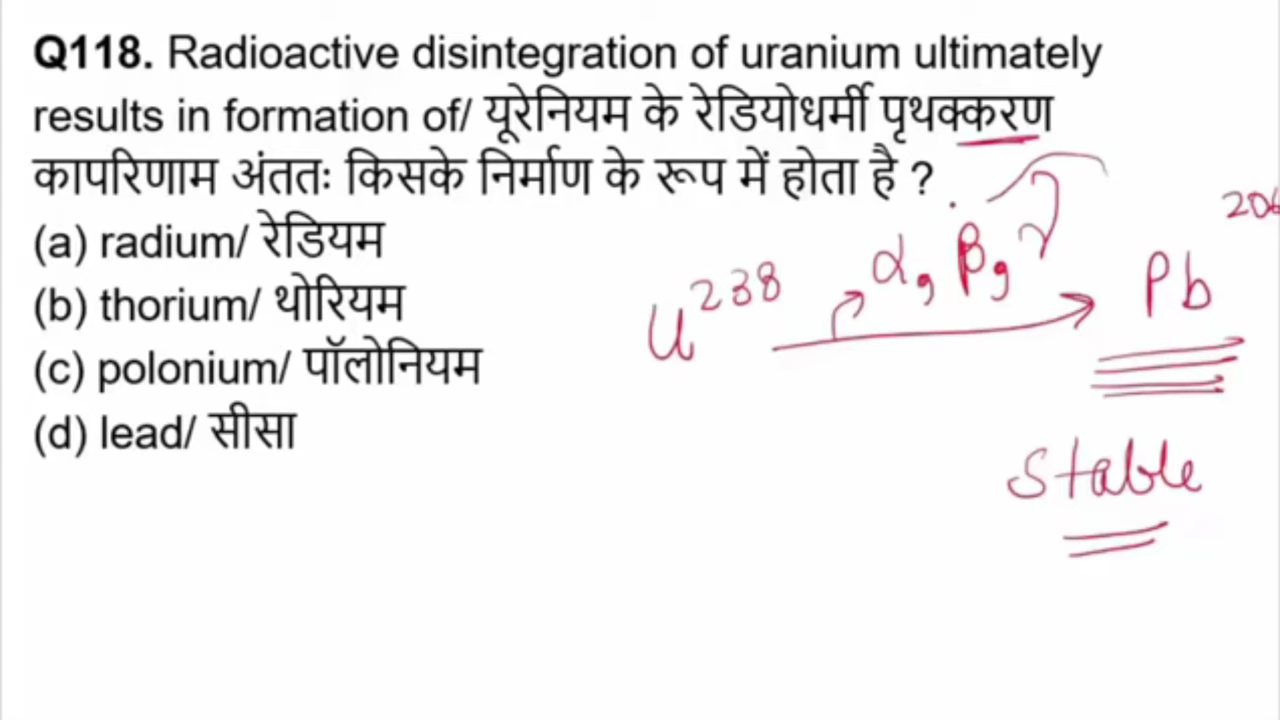 Q118. Radioactive disintegration of uranium ultimately
results in formation of/ यूरेनियम के रेडियोधर्मी पृथक्करण
कापरिणाम अंततः किसके निर्माण के रूप में होता है ?
(a) radium/ रेडियम
(b) thorium/ थोरियम
(c) polonium/ पॉलोनियम
(d) lead/ सीसा
U²³⁸ → α, β, γ Pb²⁰⁶
Stable